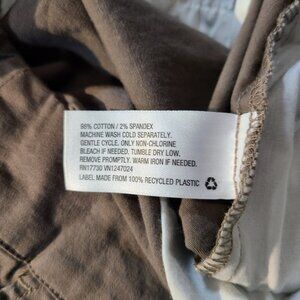 98% COTTON / 2% SPANDEX
MACHINE WASH COLD SEPARATELY.
GENTLE CYCLE. ONLY NON-CHLORINE
BLEACH IF NEEDED. TUMBLE DRY LOW.
REMOVE PROMPTLY. WARM IRON IF NEEDED.
RN17730 VN1247024
LABEL MADE FROM 100% RECYCLED PLASTIC